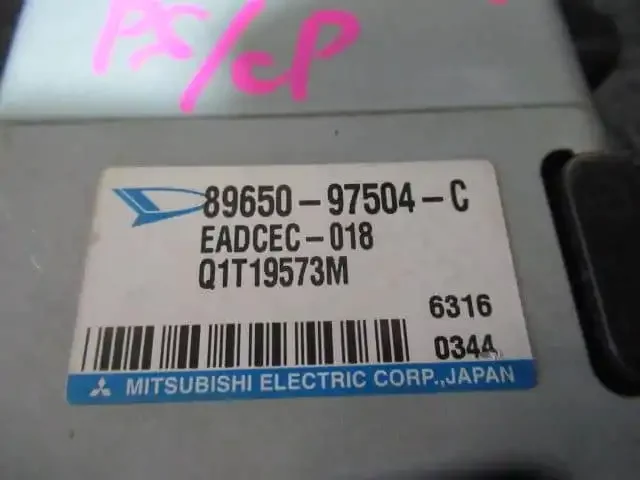 PS/CP
89650-97504-C
EADCEC-018
Q1T19573M
6316
0344
MITSUBISHI ELECTRIC CORP.,JAPAN